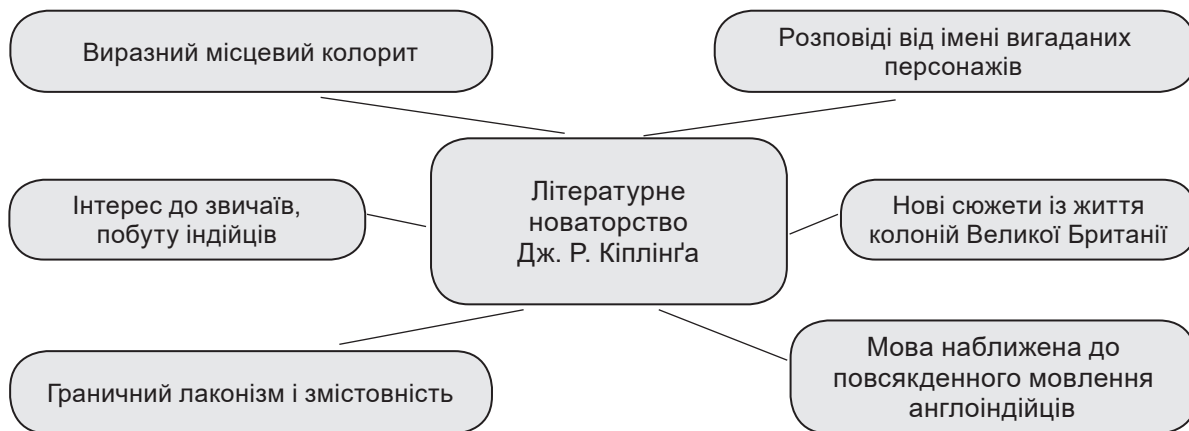 Виразний місцевий колорит
Розповіді від імені вигаданих
персонажів
Інтерес до звичаїв,
побуту індійців
Літературне
новаторство
Дж. Р. Кіплінґа
Нові сюжети із життя
колоній Великої Британії
Граничний лаконізм і змістовність
Мова наближена до
повсякденного мовлення
англоіндійців